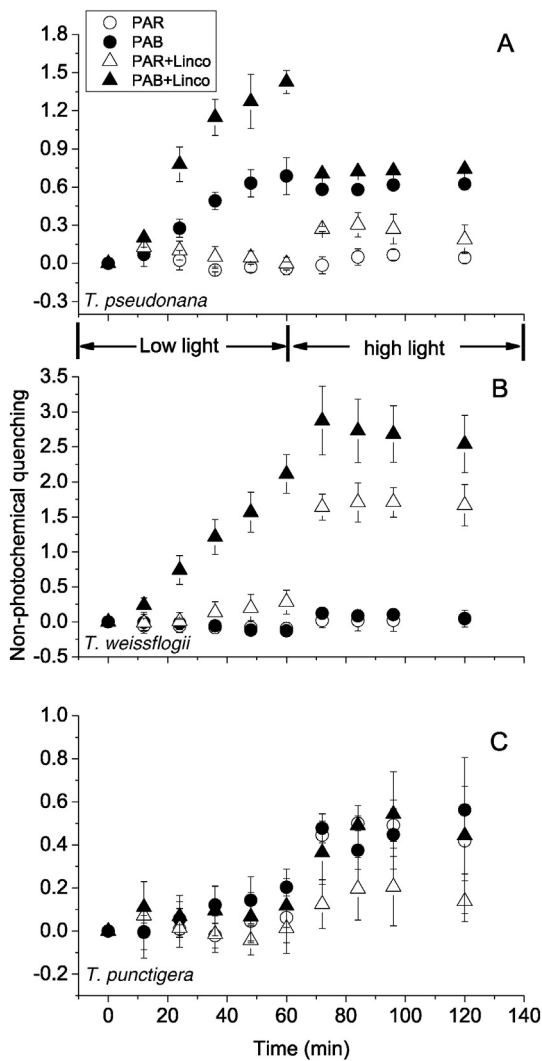 PAR
PAB
PAR+Linco
PAB+Linco
A
1.8
1.5
1.2
0.9
0.6
0.3
0.0
-0.3
T. pseudonana
Low light
high light
Non-photochemical quenching
B
3.5
3.0
2.5
2.0
1.5
1.0
0.5
0.0
-0.5
T. weissflogii
C
1.0
0.8
0.6
0.4
0.2
0.0
-0.2
T. punctigera
0 20 40 60 80 100 120 140
Time (min)